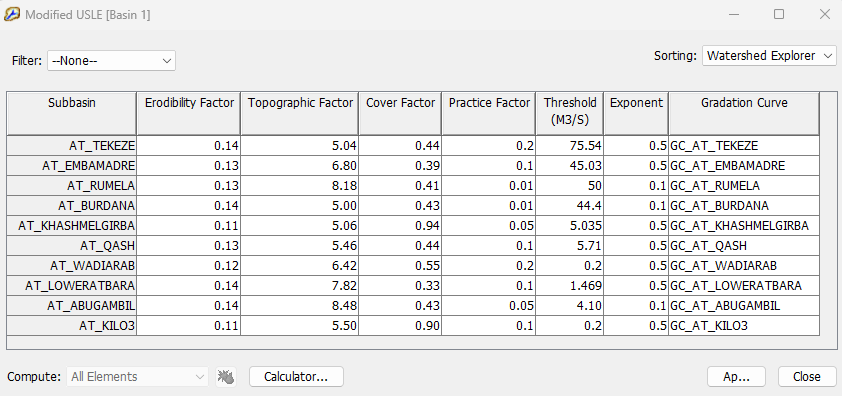 Modified USLE [Basin 1]
Filter: --None--
Sorting: Watershed Explorer
Subbasin Erodibility Factor Topographic Factor Cover Factor Practice Factor Threshold (M3/S) Exponent Gradation Curve
AT_TEKEZE 0.14 5.04 0.44 0.2 75.54 0.5 GC_AT_TEKEZE
AT_EMBAMADRE 0.13 6.80 0.39 0.1 45.03 0.5 GC_AT_EMBAMADRE
AT_RUMELA 0.13 8.18 0.41 0.01 50 0.1 GC_AT_RUMELA
AT_BURDANA 0.14 5.00 0.43 0.01 44.4 0.1 GC_AT_BURDANA
AT_KHASHMELGIRBA 0.11 5.06 0.94 0.05 5.035 0.5 GC_AT_KHASHMELGIRBA
AT_QASH 0.13 5.46 0.44 0.1 5.71 0.5 GC_AT_QASH
AT_WADIARAB 0.12 6.42 0.55 0.2 0.2 0.5 GC_AT_WADIARAB
AT_LOWERATBARA 0.14 7.82 0.33 0.1 1.469 0.5 GC_AT_LOWERATBARA
AT_ABUGAMBIL 0.14 8.48 0.43 0.05 4.10 0.1 GC_AT_ABUGAMBIL
AT_KILO3 0.11 5.50 0.90 0.1 0.2 0.5 GC_AT_KILO3
Compute: All Elements Calculator... Ap... Close